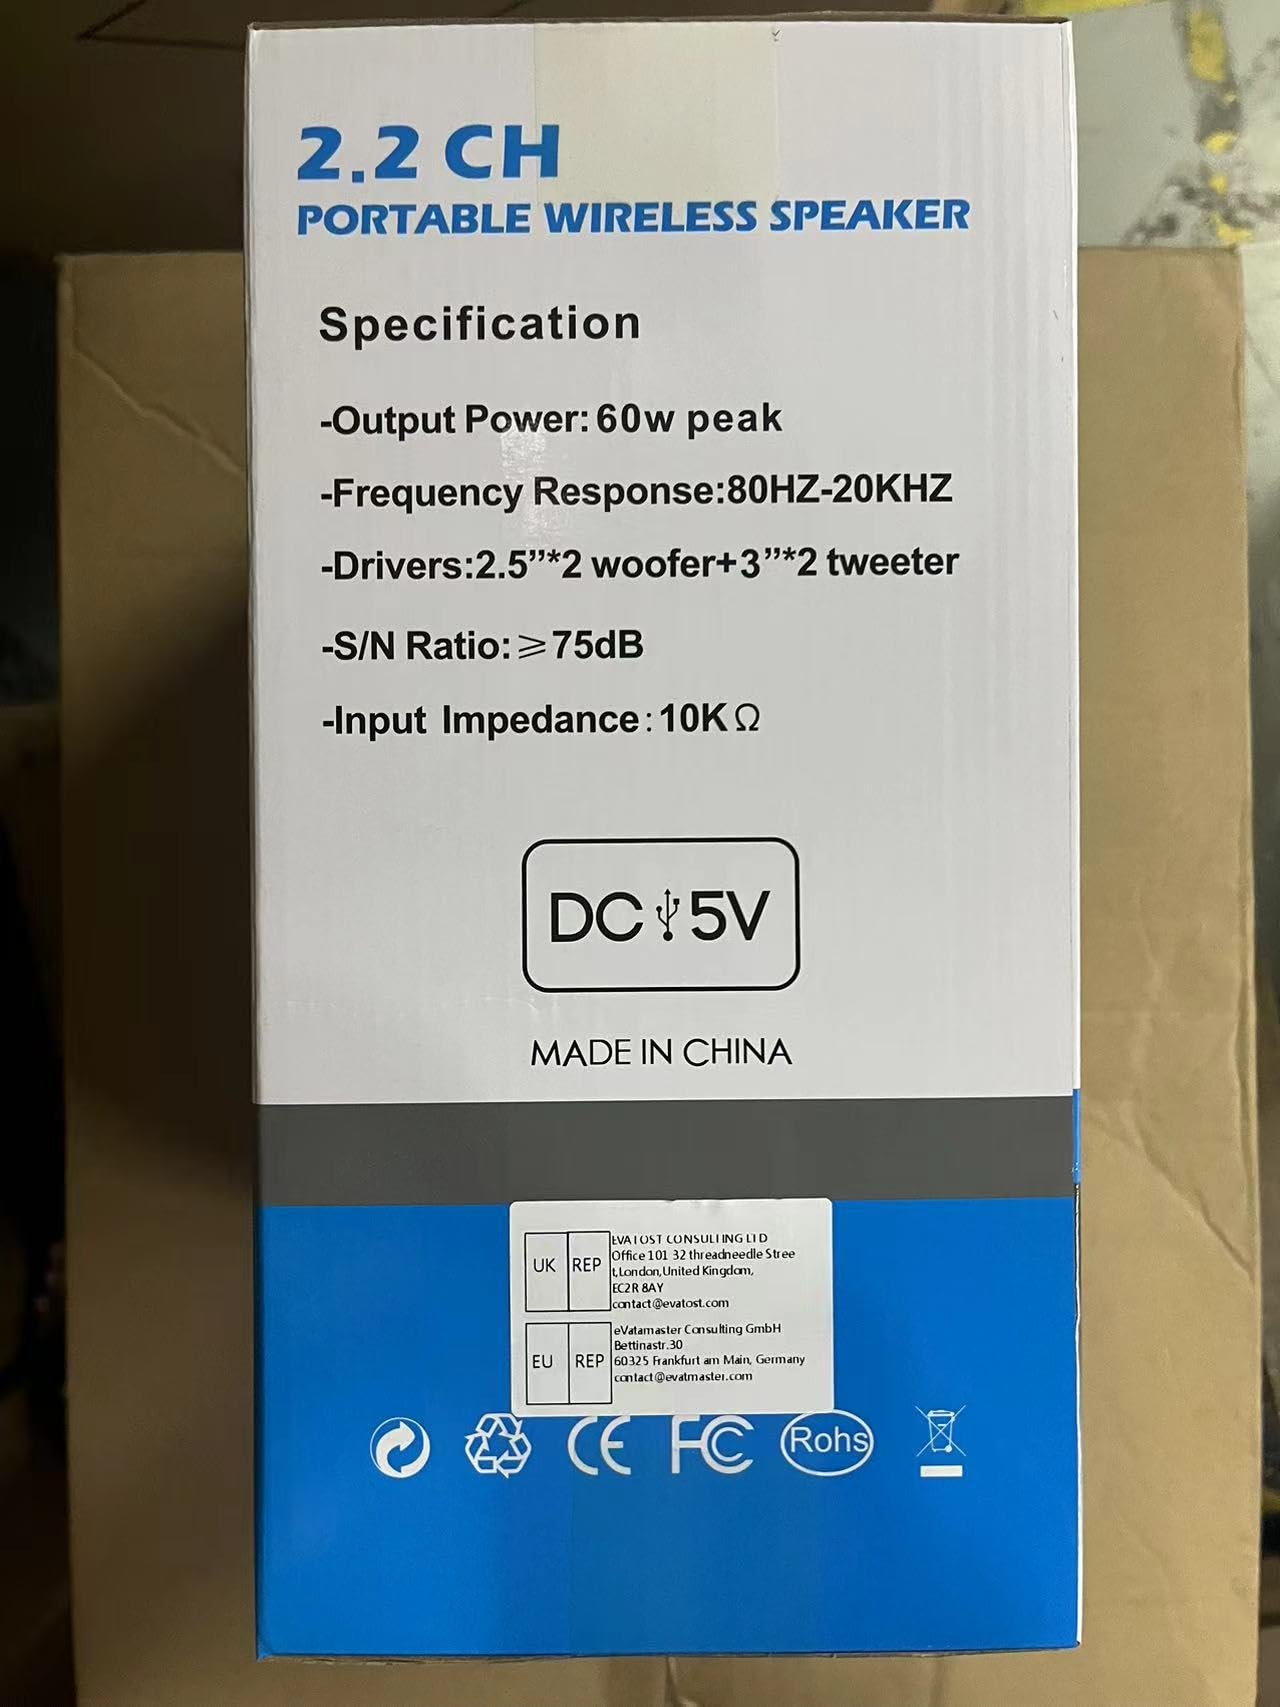 2.2 CH
PORTABLE WIRELESS SPEAKER
Specification
-Output Power: 60w peak
-Frequency Response:80HZ-20KHZ
-Drivers:2.5”*2 woofer+3”*2 tweeter
-S/N Ratio:≥75dB
-Input Impedance:10KΩ
DC 5V
MADE IN CHINA
UK REP
EVATOST CONSULTING LTD
Office 101 32 threadneedle Stree
t,London,United Kingdom,
EC2R 8AY
contact@evatost.com
EU REP
eVatamaster Consulting GmbH
Bettinastr.30
60325 Frankfurt am Main, Germany
contact@evatmaster.com
CE FC Rohs